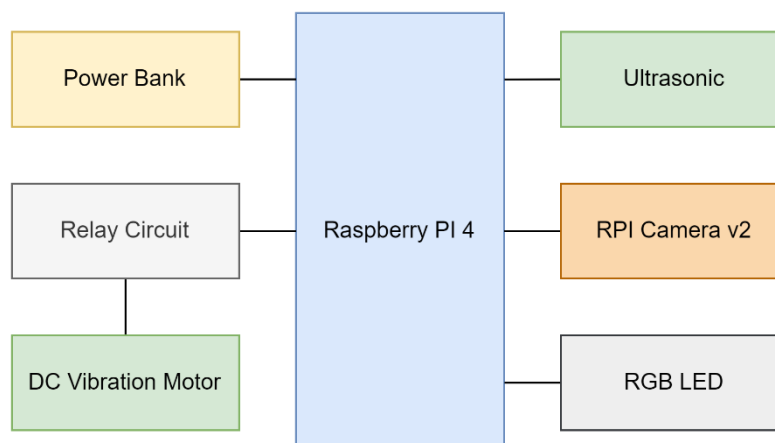 Power Bank
Ultrasonic
Relay Circuit
Raspberry PI 4
RPI Camera v2
DC Vibration Motor
RGB LED